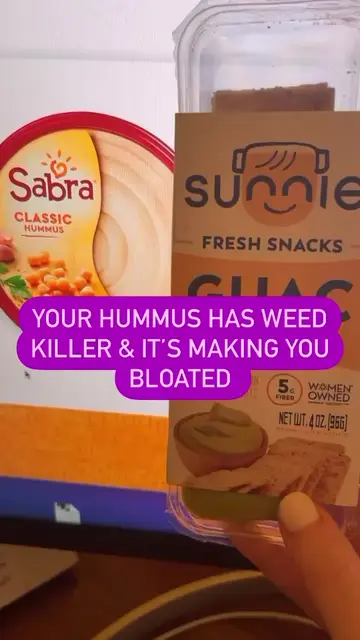 Sabra
CLASSIC
HUMMUS
sunnie
FRESH SNACKS
GUAC
YOUR HUMMUS HAS WEED
KILLER & IT'S MAKING YOU
BLOATED
5g
FIBER
WOMEN
OWNED
NET WT. 4 OZ. (96G)